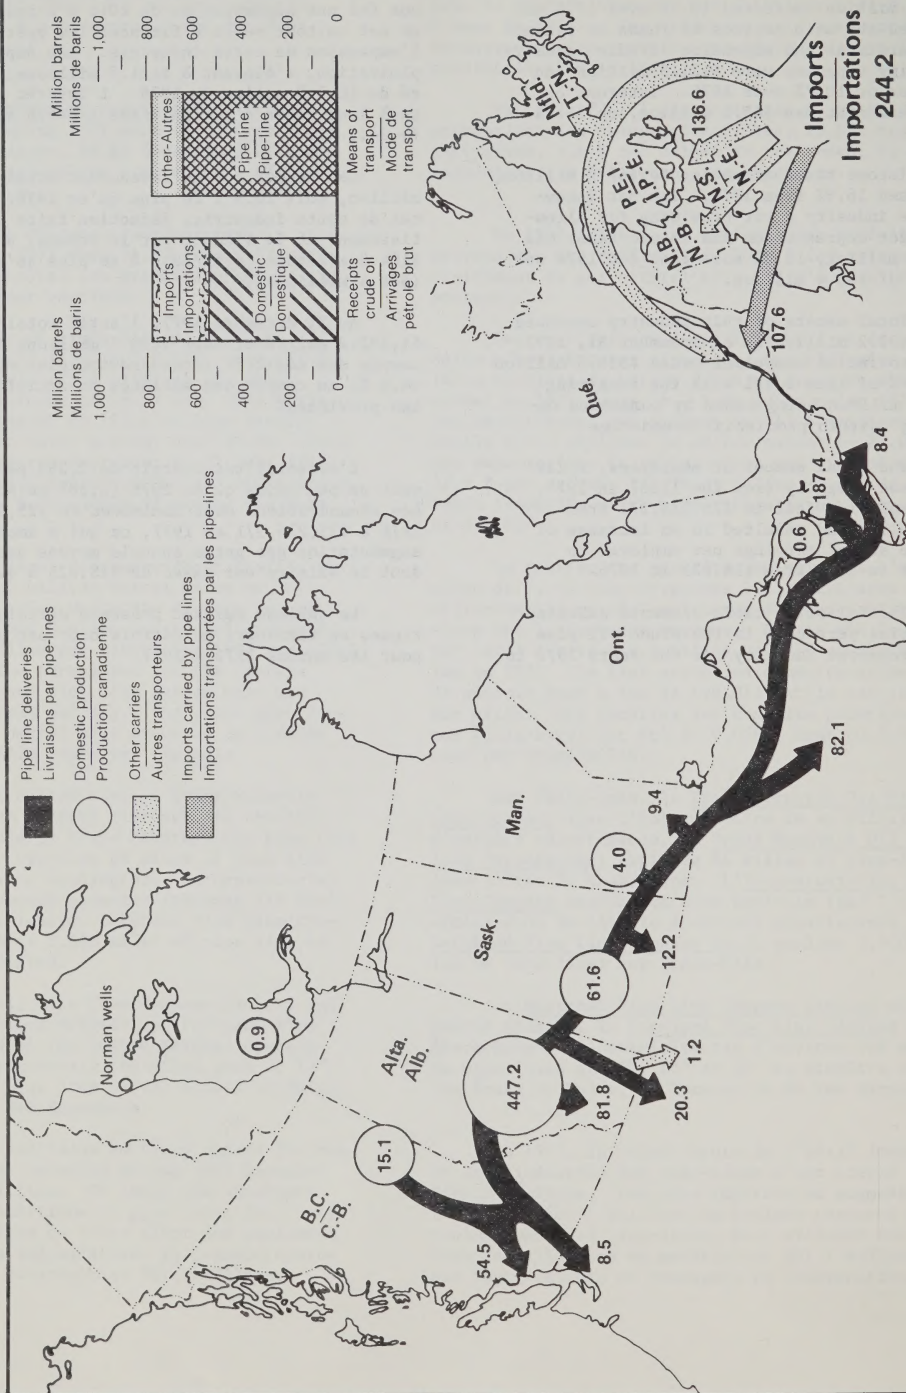 Pipe line deliveries
Livraisons par pipe-lines
Domestic production
Production canadienne
Other carriers
Autres transporteurs
Imports carried by pipe lines
Importations transportées par les pipe-lines
Million barrels
Millions de barils
1,000
800
600
400
200
0
Imports
Importations
Domestic
Domestique
Receipts
crude oil
Arrivages
pétrole brut
Other-Autres
Pipe line
Pipe-line
Means of
transport
Mode de
transport
Million barrels
Millions de barils
1,000
800
600
400
200
0
Norman wells
0.9
B.C.
C.-B.
15.1
54.5
8.5
Alta.
Alb.
447.2
81.8
20.3
1.2
Sask.
61.6
12.2
Man.
4.0
9.4
82.1
Ont.
0.6
187.4
8.4
Qué.
107.6
Nfld.
T.-N.
P.E.I.
I.P.-E.
N.B.
N.-B.
N.S.
N.-E.
136.6
Imports
Importations
244.2